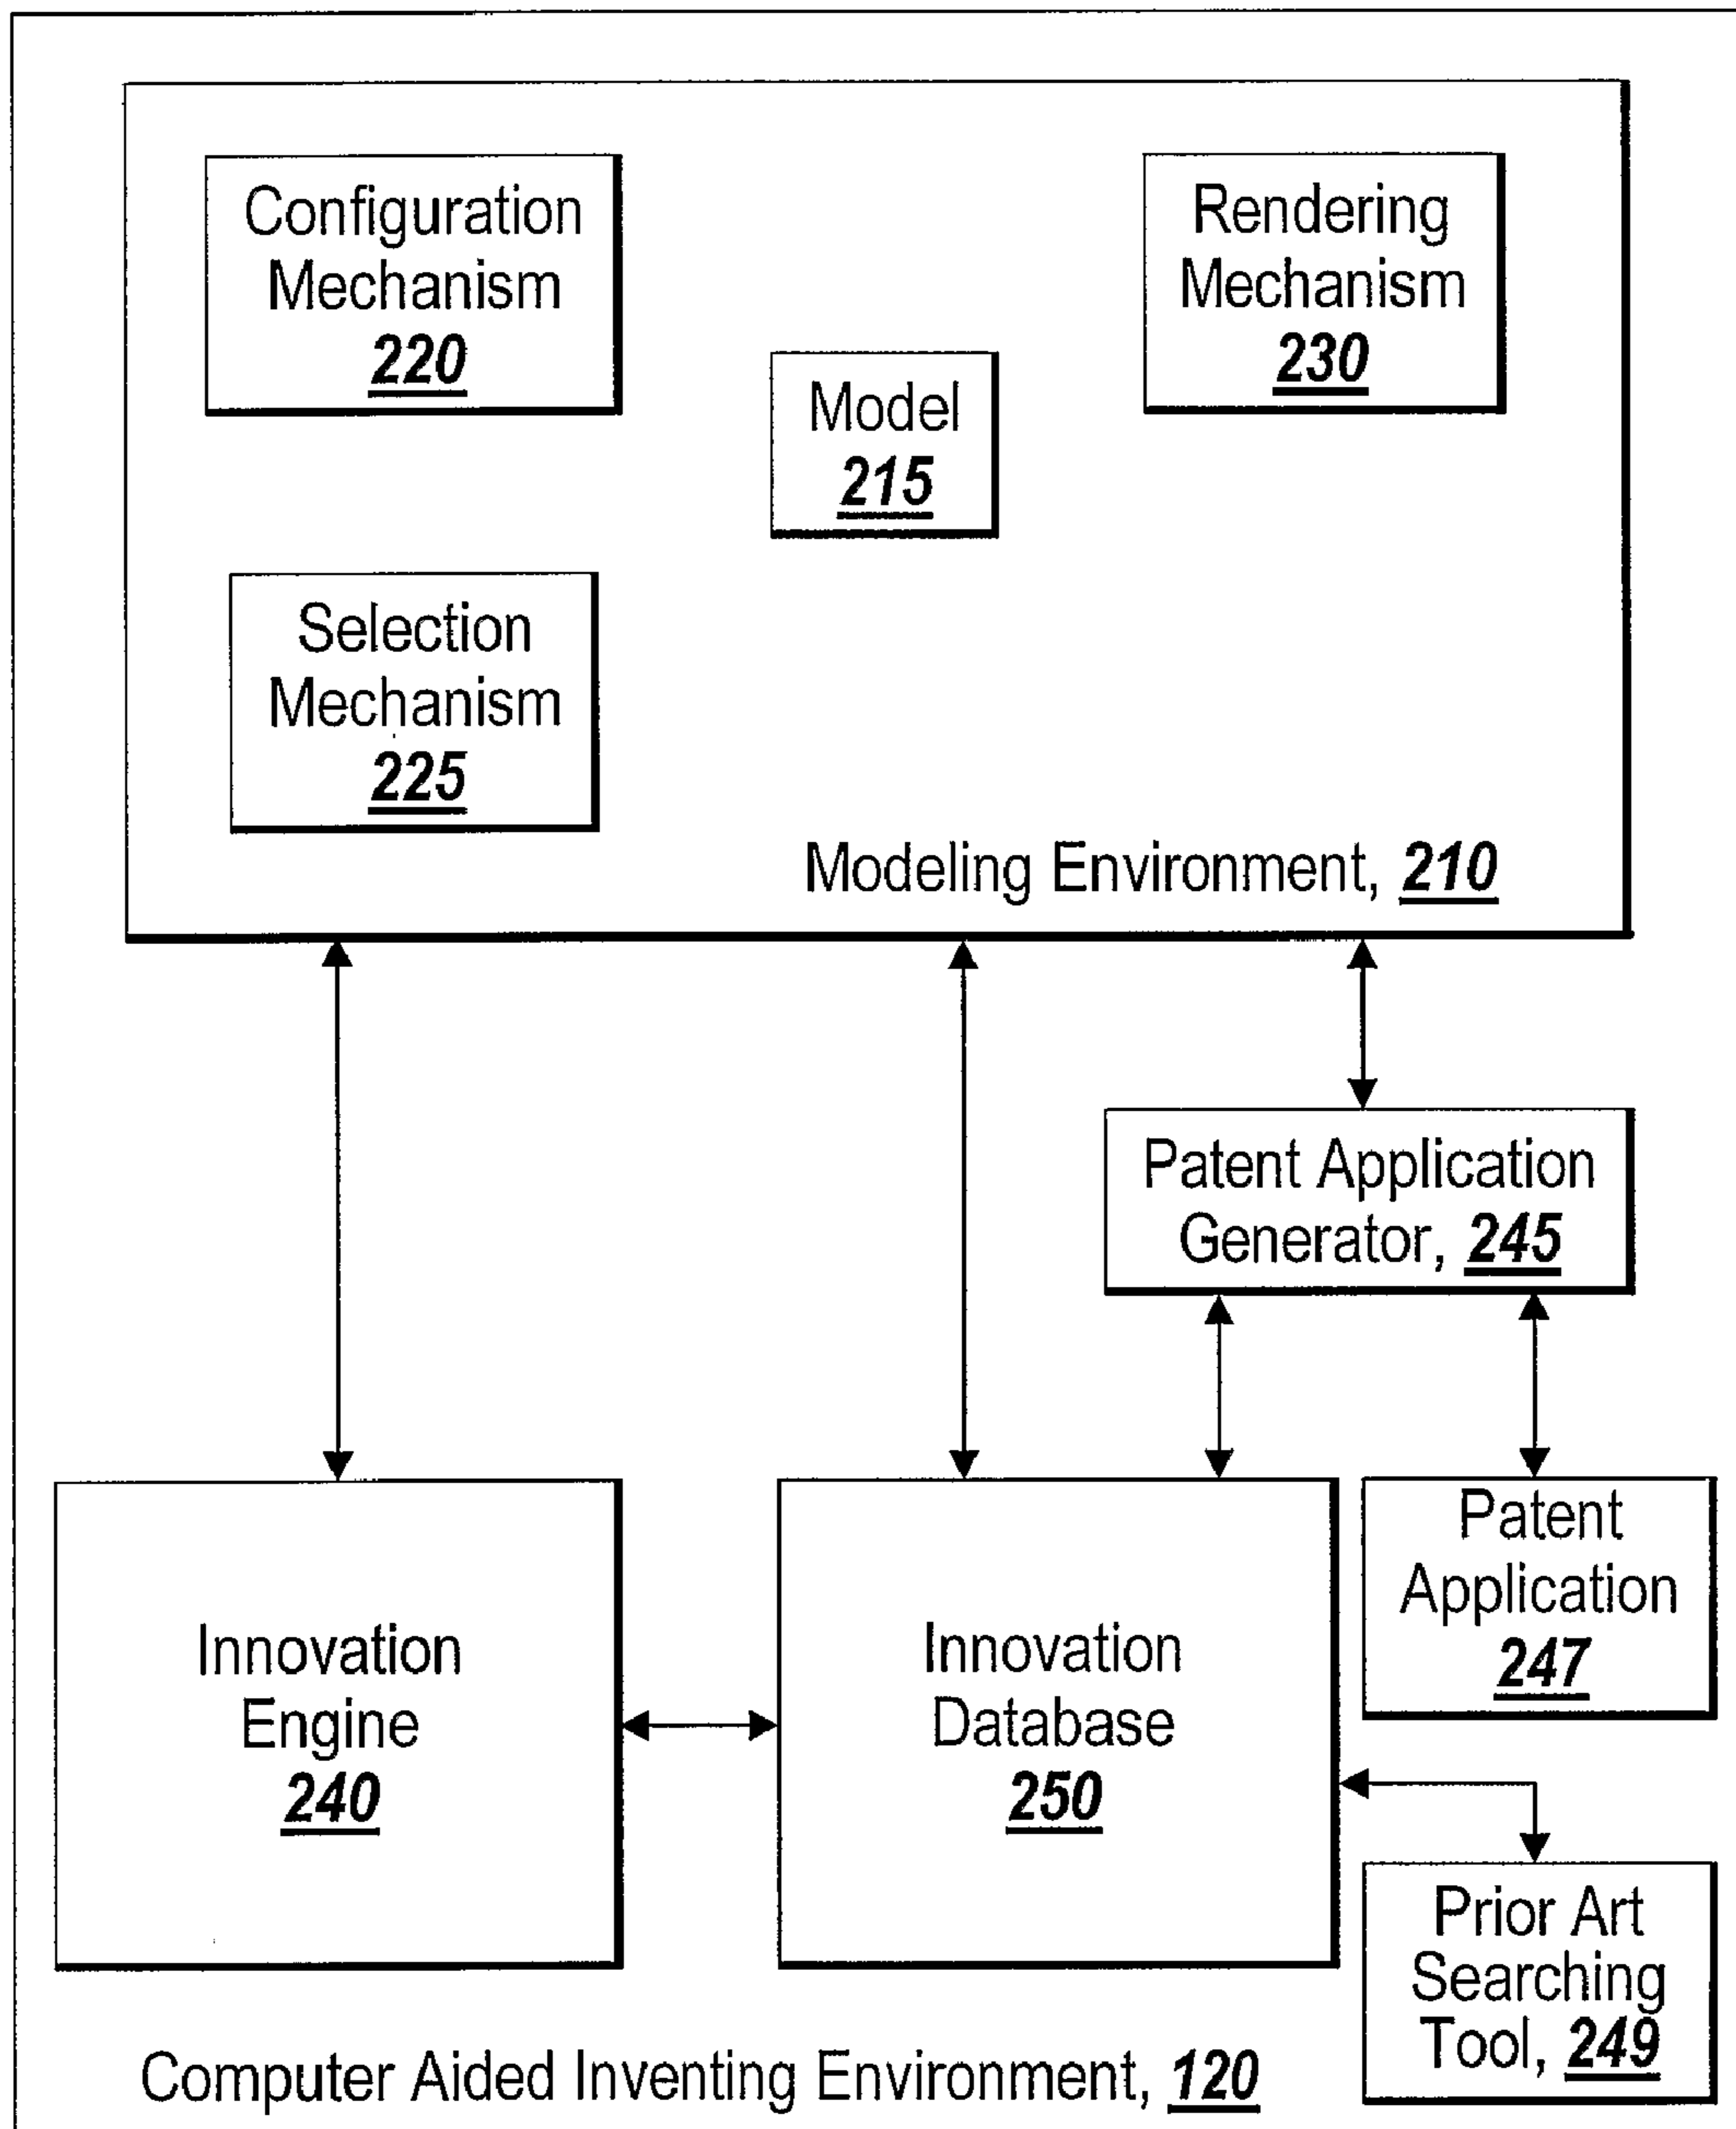 Configuration
Mechanism
220
Rendering
Mechanism
230
Model
215
Selection
Mechanism
225
Modeling Environment, 210
Patent Application
Generator, 245
Innovation
Engine
240
Innovation
Database
250
Patent
Application
247
Prior Art
Searching
Tool, 249
Computer Aided Inventing Environment, 120